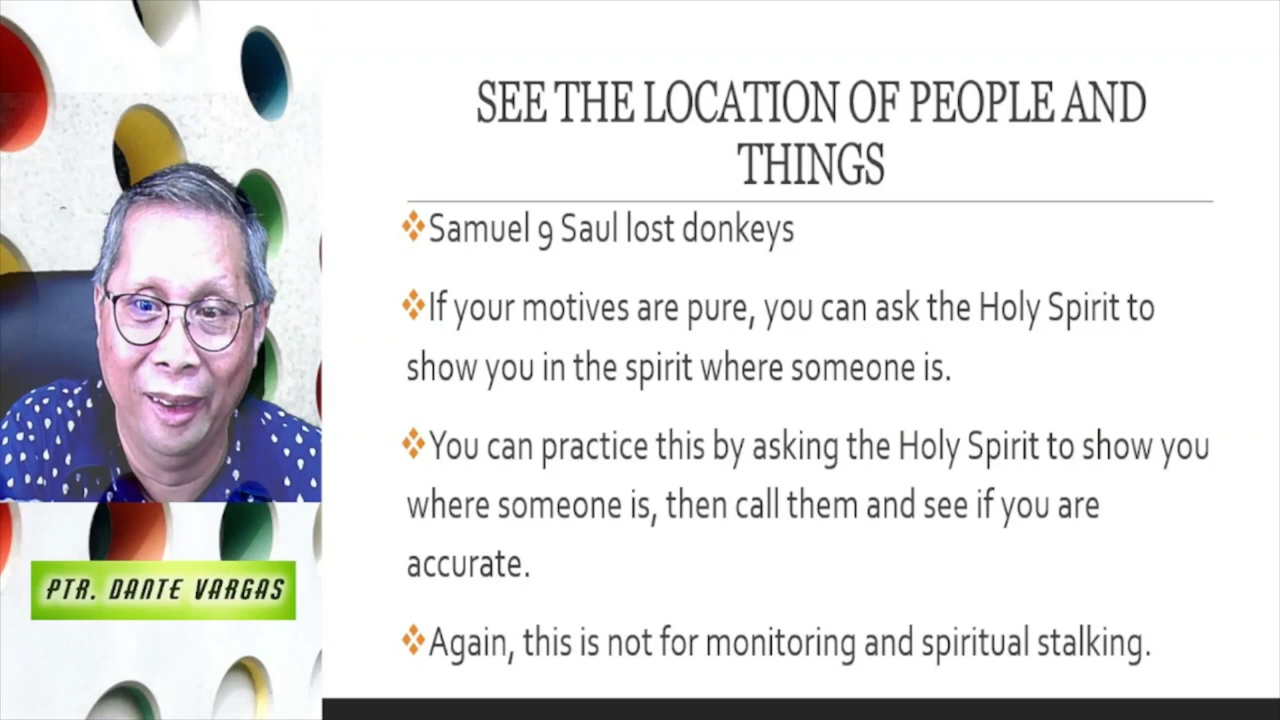 SEE THE LOCATION OF PEOPLE AND
THINGS
Samuel 9 Saul lost donkeys
If your motives are pure, you can ask the Holy Spirit to
show you in the spirit where someone is.
You can practice this by asking the Holy Spirit to show you
where someone is, then call them and see if you are
accurate.
Again, this is not for monitoring and spiritual stalking.
PTR. DANTE VARGAS